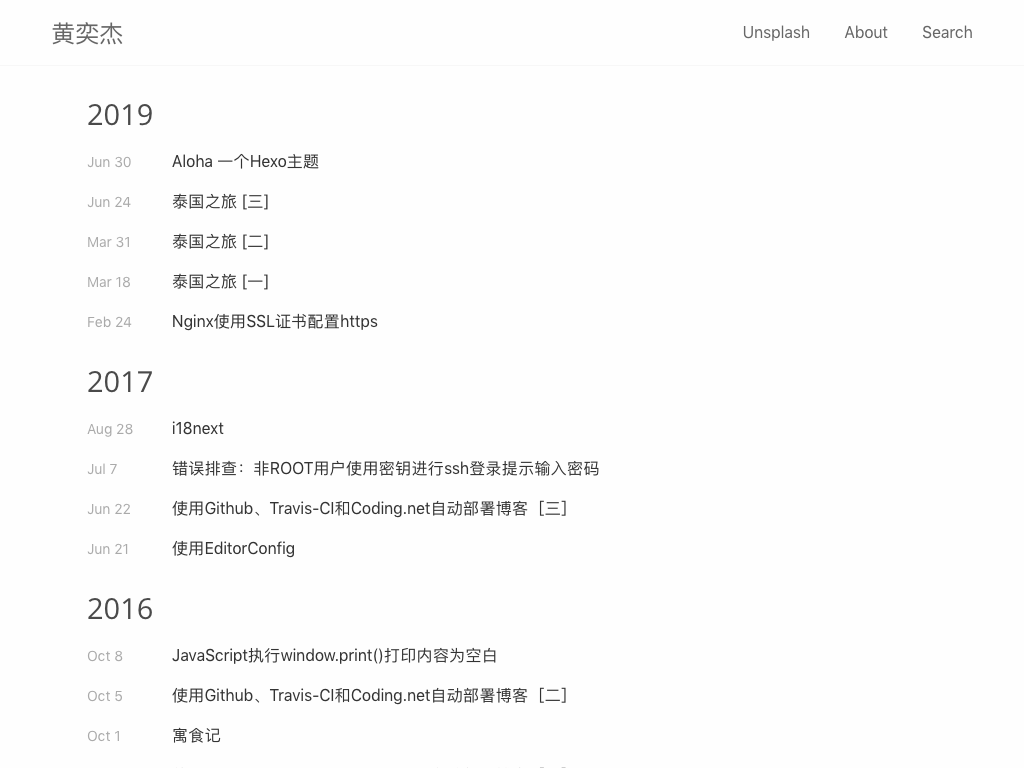 黄奕杰
Unsplash About Search
2019
Jun 30 Aloha 一个Hexo主题
Jun 24 泰国之旅 [三]
Mar 31 泰国之旅 [二]
Mar 18 泰国之旅 [一]
Feb 24 Nginx使用SSL证书配置https
2017
Aug 28 i18next
Jul 7 错误排查：非ROOT用户使用密钥进行ssh登录提示输入密码
Jun 22 使用Github、Travis-CI和Coding.net自动部署博客［三］
Jun 21 使用EditorConfig
2016
Oct 8 JavaScript执行window.print()打印内容为空白
Oct 5 使用Github、Travis-CI和Coding.net自动部署博客［二］
Oct 1 寓食记